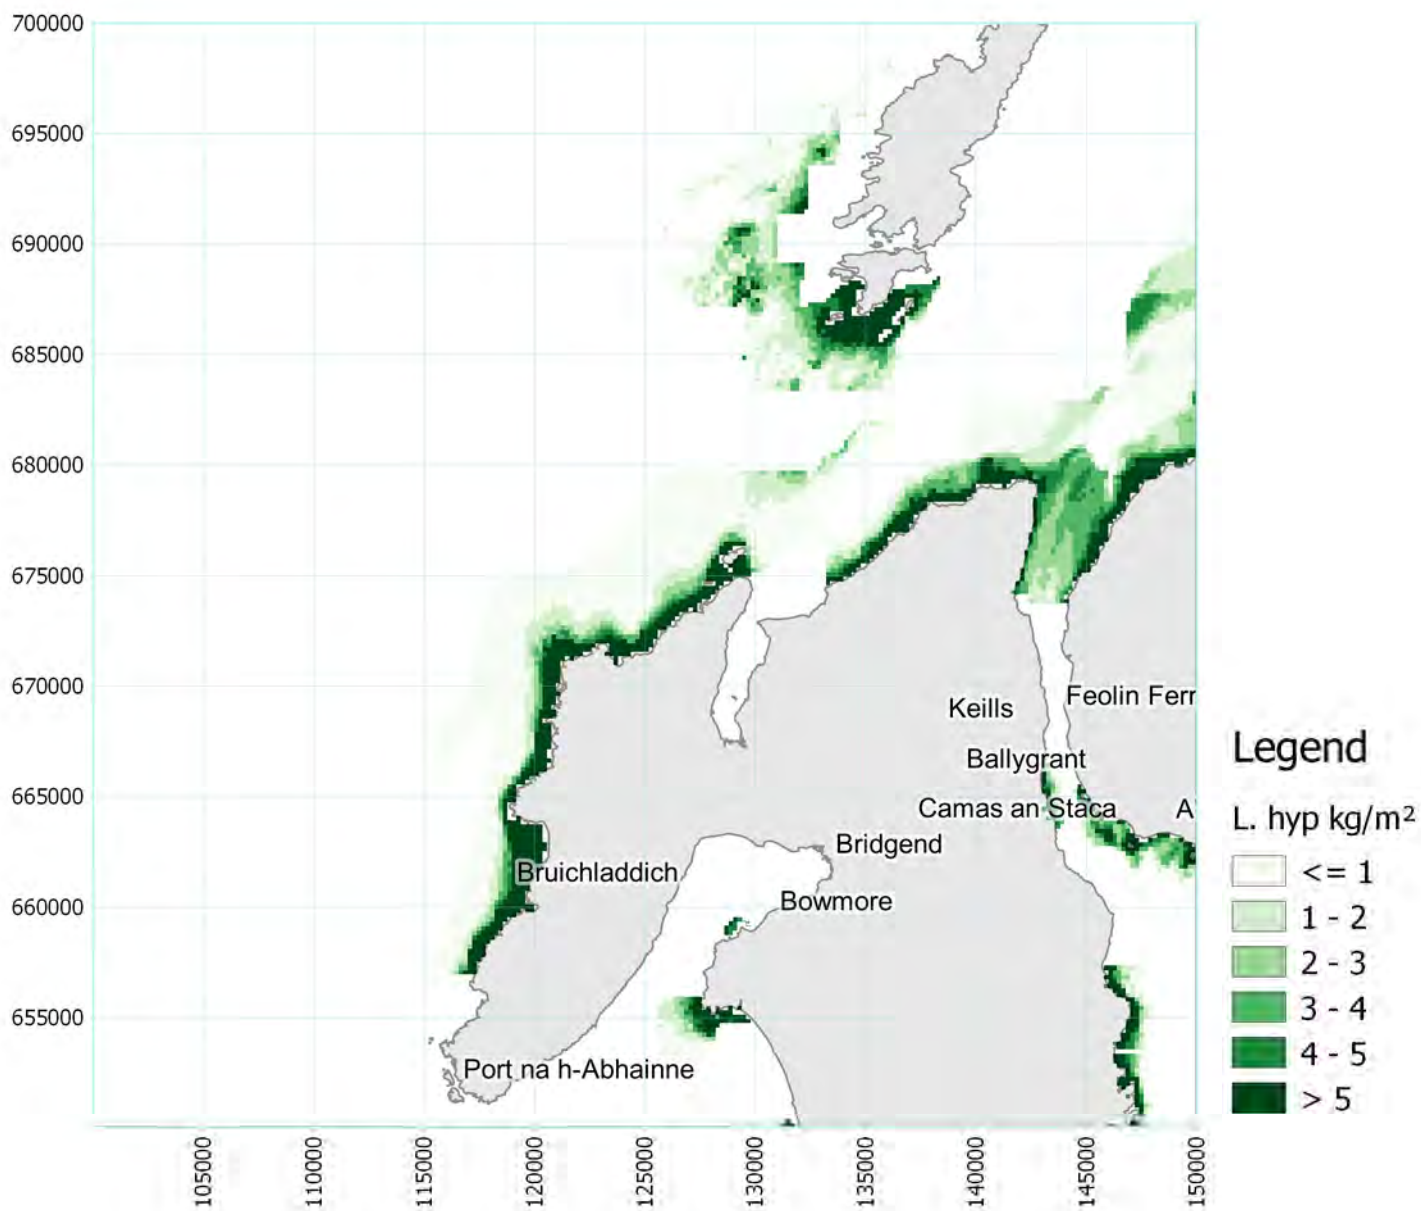 700000
695000
690000
685000
680000
675000
670000
665000
660000
655000
Keills
Feolin Ferr
Ballygrant
Camas an Staca
A
Bridgend
Bruichladdich
Bowmore
Port na h-Abhainne
105000
110000
115000
120000
125000
130000
135000
140000
145000
150000
Legend
L. hyp kg/m²
<= 1
1 - 2
2 - 3
3 - 4
4 - 5
> 5